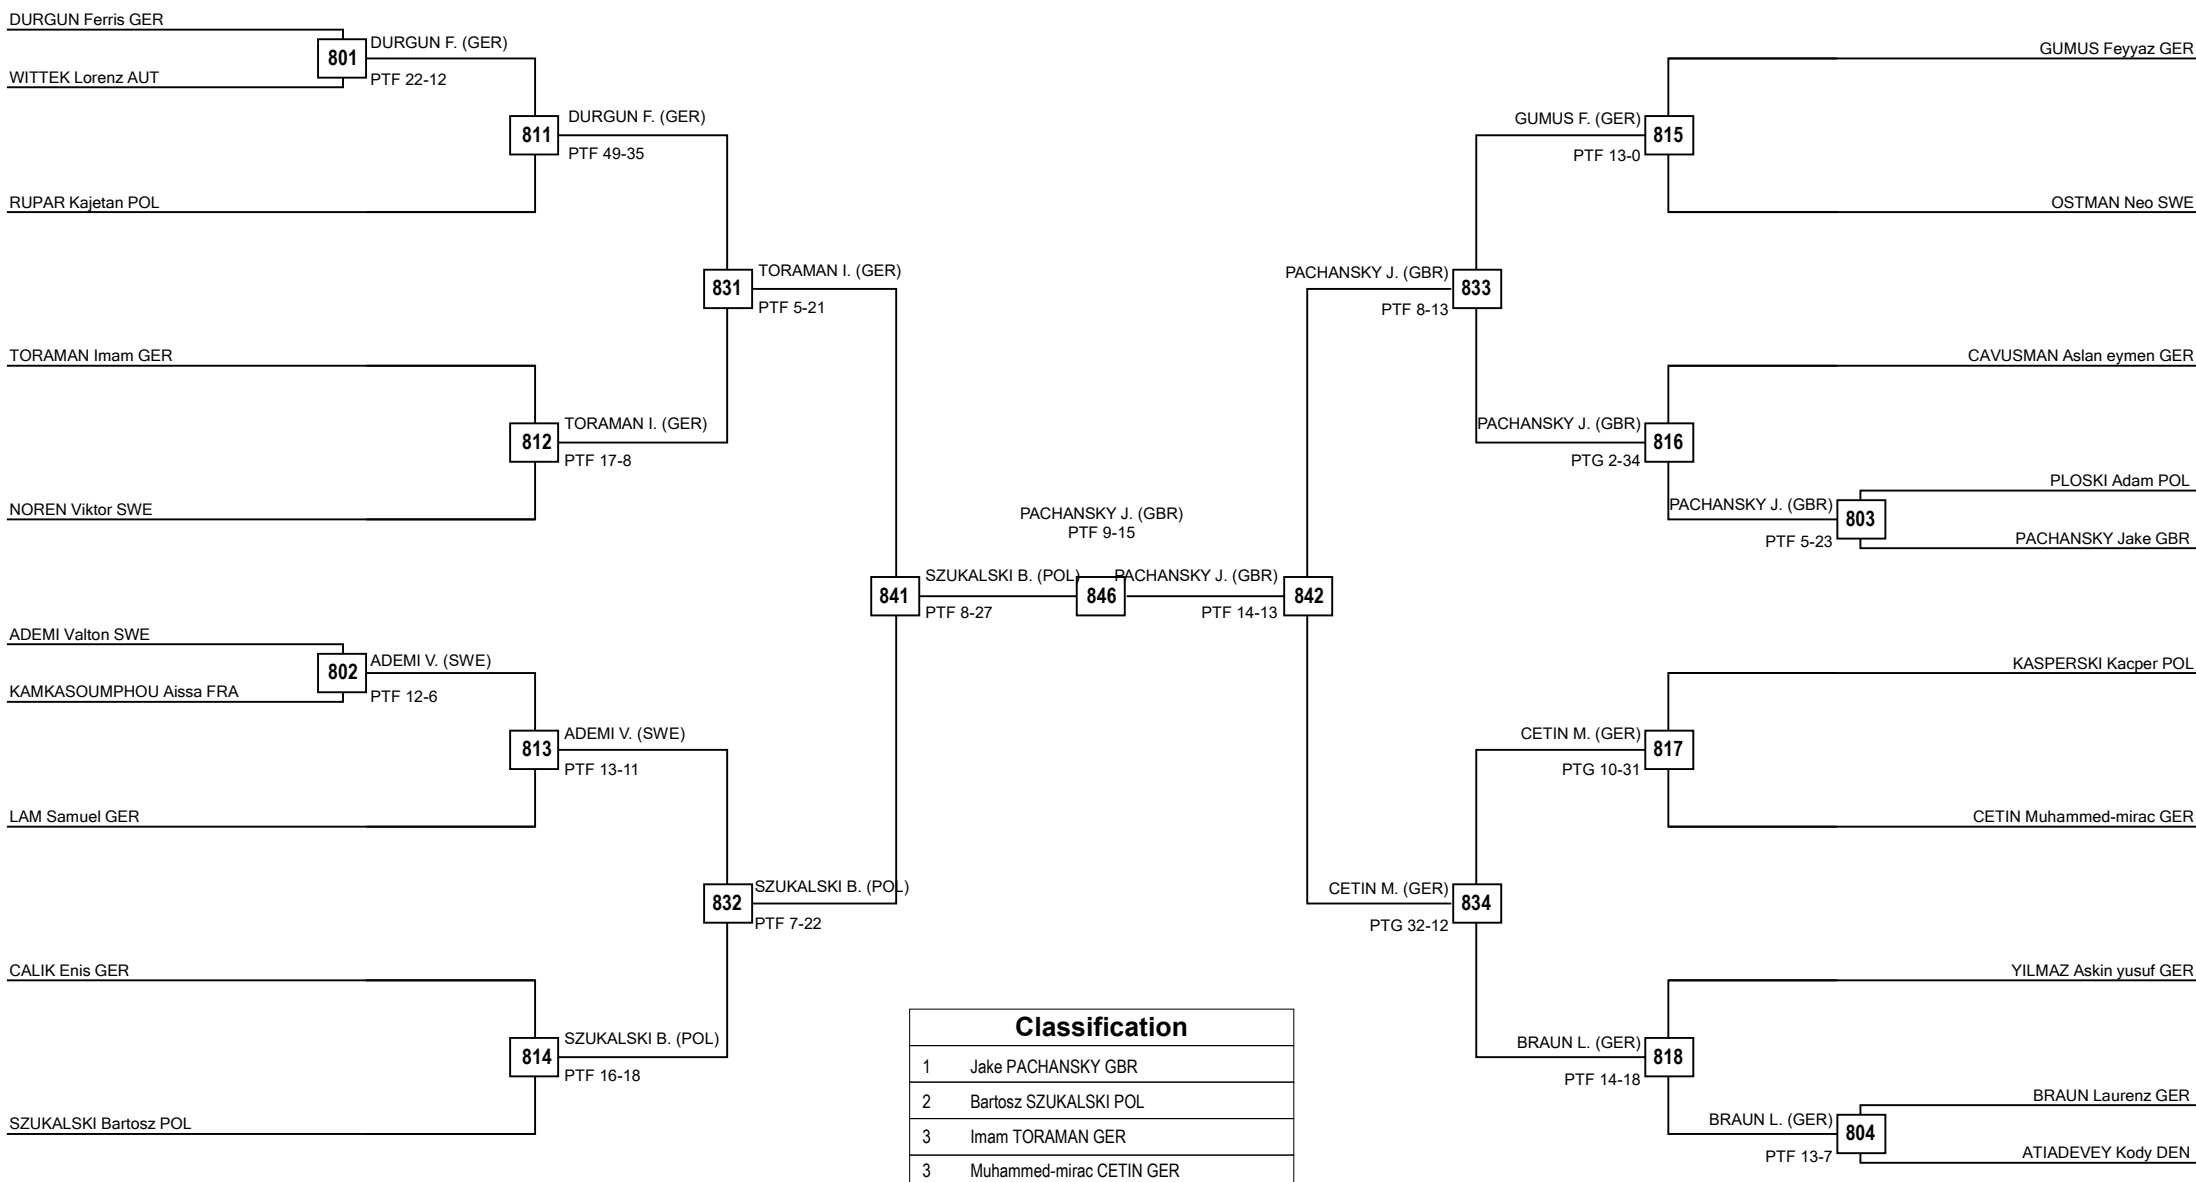 DURGUN Ferris GER
801
DURGUN F. (GER)
WITTEK Lorenz AUT
PTF 22-12
811
DURGUN F. (GER)
PTF 49-35
RUPAR Kajetan POL
831
TORAMAN I. (GER)
PTF 5-21
TORAMAN Imam GER
812
TORAMAN I. (GER)
PTF 17-8
NOREN Viktor SWE
841
SZUKALSKI B. (POL)
PTF 8-27
ADEMI Valton SWE
802
ADEMI V. (SWE)
KAMKASOUMPHOU Aissa FRA
PTF 12-6
813
ADEMI V. (SWE)
PTF 13-11
LAM Samuel GER
832
SZUKALSKI B. (POL)
PTF 7-22
CALIK Enis GER
814
SZUKALSKI B. (POL)
PTF 16-18
SZUKALSKI Bartosz POL
PACHANSKY J. (GBR)
PTF 9-15
846
PACHANSKY J. (GBR)
842
PTF 14-13
GUMUS Feyyaz GER
GUMUS F. (GER)
815
PTF 13-0
OSTMAN Neo SWE
PACHANSKY J. (GBR)
833
PTF 8-13
CAVUSMAN Aslan eymen GER
PACHANSKY J. (GBR)
816
PTG 2-34
PLOSKI Adam POL
PACHANSKY J. (GBR)
803
PTF 5-23
PACHANSKY Jake GBR
KASPERSKI Kacper POL
CETIN M. (GER)
817
PTG 10-31
CETIN Muhammed-mirac GER
CETIN M. (GER)
834
PTG 32-12
YILMAZ Askin yusuf GER
BRAUN L. (GER)
818
PTF 14-18
BRAUN Laurenz GER
BRAUN L. (GER)
804
PTF 13-7
ATIADEVEY Kody DEN
Classification
1 Jake PACHANSKY GBR
2 Bartosz SZUKALSKI POL
3 Imam TORAMAN GER
3 Muhammed-mirac CETIN GER